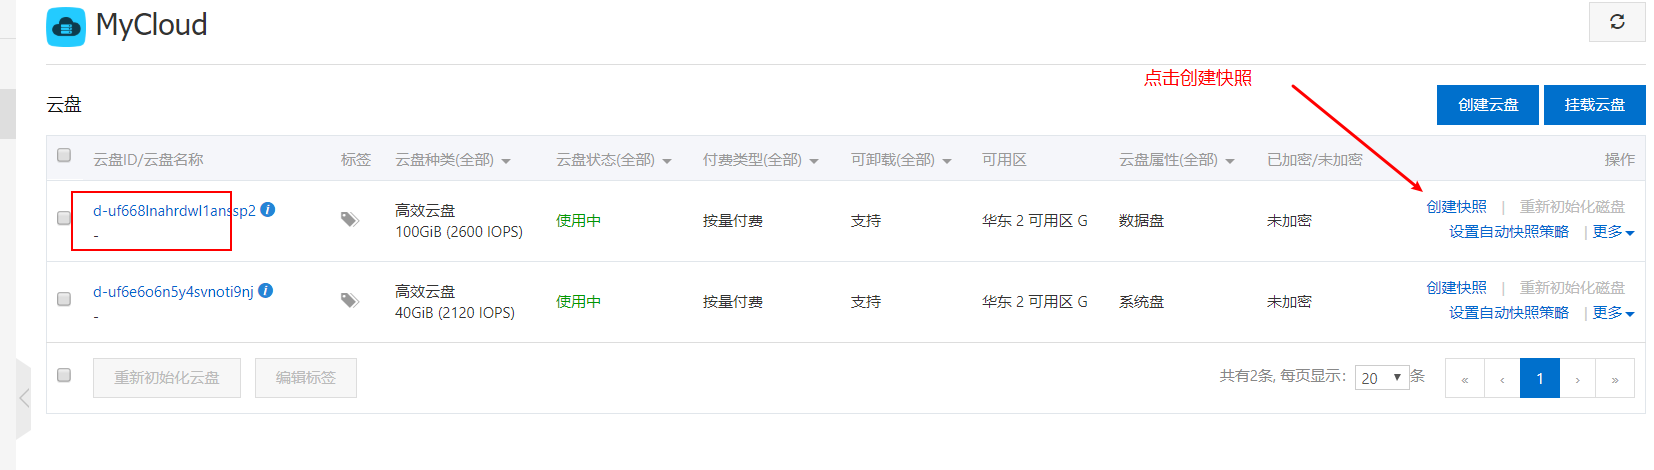 MyCloud
点击创建快照
云盘
创建云盘
挂载云盘
云盘ID/云盘名称 标签 云盘种类(全部) 云盘状态(全部) 付费类型(全部) 可卸载(全部) 可用区 云盘属性(全部) 已加密/未加密 操作
d-uf668lnahrdwl1anssp2
-
高效云盘
100GiB (2600 IOPS)
使用中 按量付费 支持 华东 2 可用区 G 数据盘 未加密
创建快照 | 重新初始化磁盘
设置自动快照策略 | 更多
d-uf6e6o6n5y4svnoti9nj
-
高效云盘
40GiB (2120 IOPS)
使用中 按量付费 支持 华东 2 可用区 G 系统盘 未加密
创建快照 | 重新初始化磁盘
设置自动快照策略 | 更多
重新初始化云盘 编辑标签 共有2条, 每页显示: 20 条 « ‹ 1 › »